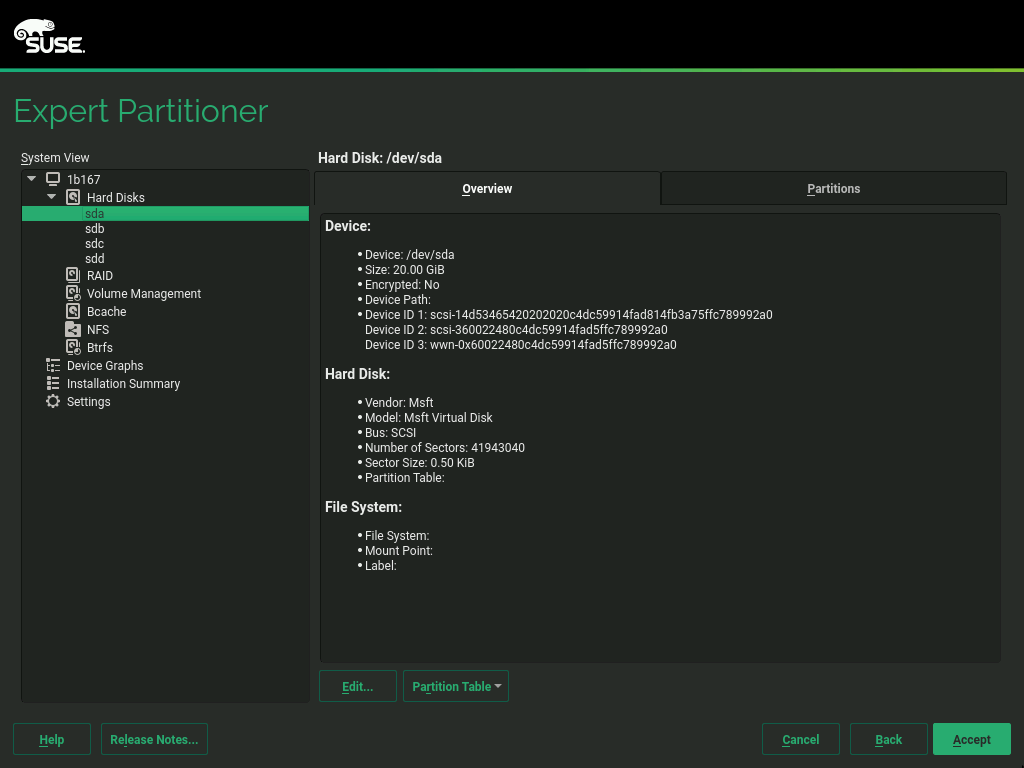 SUSE.
Expert Partitioner
System View
1b167
Hard Disks
sda
sdb
sdc
sdd
RAID
Volume Management
Bcache
NFS
Btrfs
Device Graphs
Installation Summary
Settings
Hard Disk: /dev/sda
Overview
Partitions
Device:
• Device: /dev/sda
• Size: 20.00 GiB
• Encrypted: No
• Device Path:
• Device ID 1: scsi-14d53465420202020c4dc59914fad814fb3a75ffc789992a0
Device ID 2: scsi-360022480c4dc59914fad5ffc789992a0
Device ID 3: wwn-0x60022480c4dc59914fad5ffc789992a0
Hard Disk:
• Vendor: Msft
• Model: Msft Virtual Disk
• Bus: SCSI
• Number of Sectors: 41943040
• Sector Size: 0.50 KiB
• Partition Table:
File System:
• File System:
• Mount Point:
• Label:
Edit...
Partition Table
Help
Release Notes...
Cancel
Back
Accept